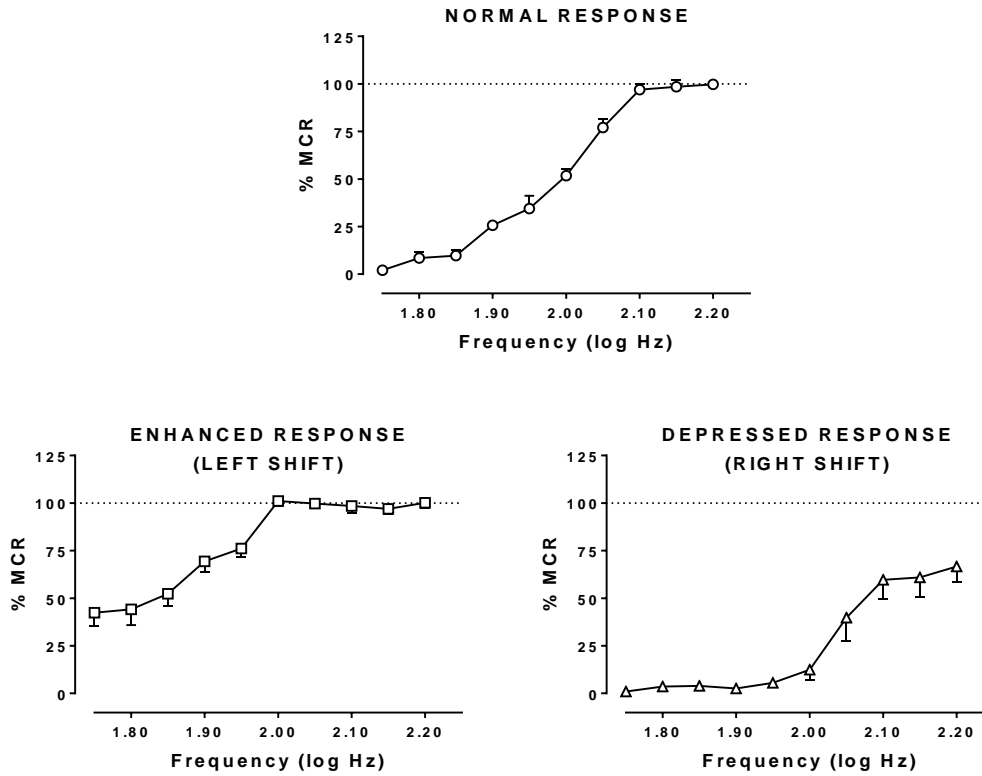 NORMAL RESPONSE
125
100
75
50
25
0
% MCR
1.80 1.90 2.00 2.10 2.20
Frequency (log Hz)
ENHANCED RESPONSE
(LEFT SHIFT)
125
100
75
50
25
0
% MCR
1.80 1.90 2.00 2.10 2.20
Frequency (log Hz)
DEPRESSED RESPONSE
(RIGHT SHIFT)
125
100
75
50
25
0
% MCR
1.80 1.90 2.00 2.10 2.20
Frequency (log Hz)